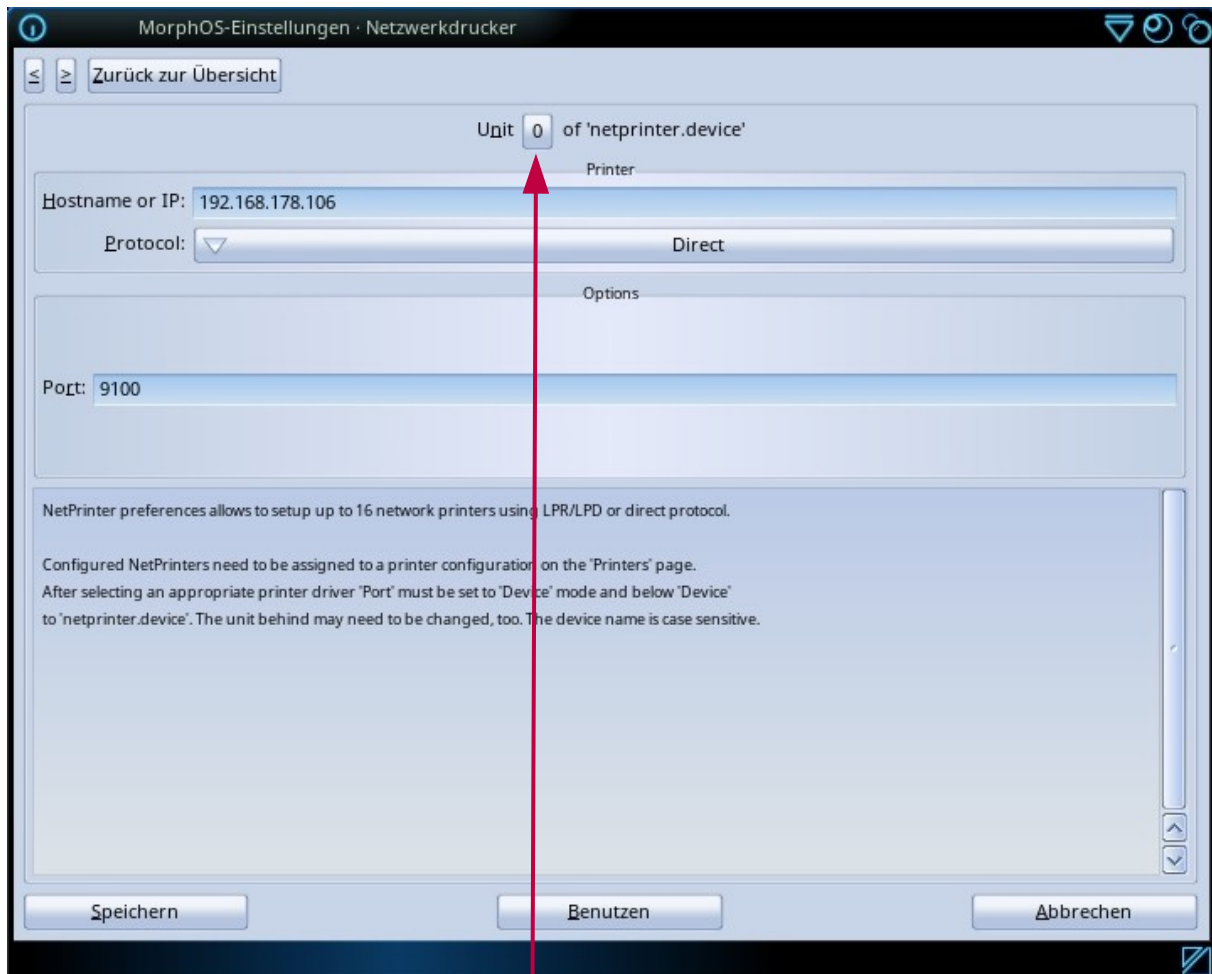 MorphOS-Einstellungen · Netzwerkdrucker
< > Zurück zur Übersicht
Unit 0 of 'netprinter.device'
Printer
Hostname or IP: 192.168.178.106
Protocol: Direct
Options
Port: 9100
NetPrinter preferences allows to setup up to 16 network printers using LPR/LPD or direct protocol.
Configured NetPrinters need to be assigned to a printer configuration on the 'Printers' page.
After selecting an appropriate printer driver 'Port' must be set to 'Device' mode and below 'Device'
to 'netprinter.device'. The unit behind may need to be changed, too. The device name is case sensitive.
Speichern Benutzen Abbrechen